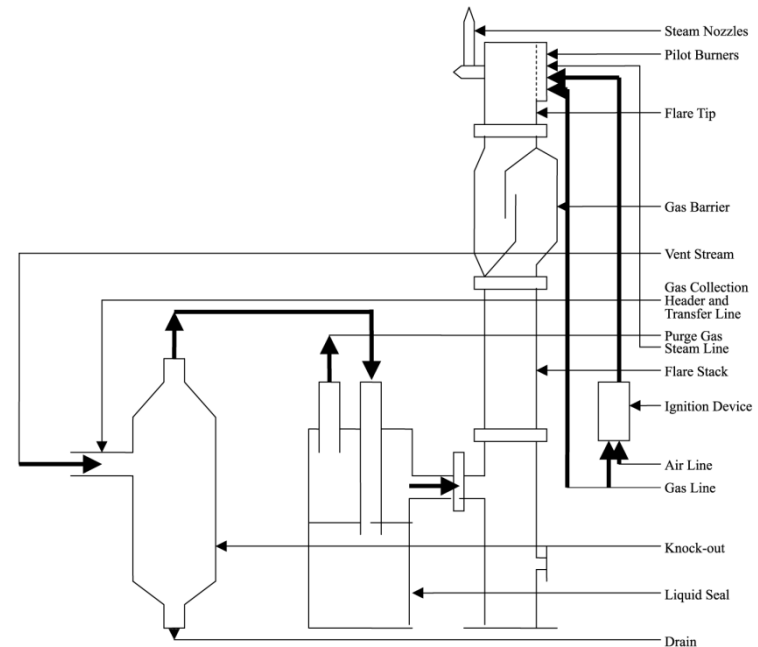 Steam Nozzles
Pilot Burners
Flare Tip
Gas Barrier
Vent Stream
Gas Collection
Header and
Transfer Line
Purge Gas
Steam Line
Flare Stack
Ignition Device
Air Line
Gas Line
Knock-out
Liquid Seal
Drain